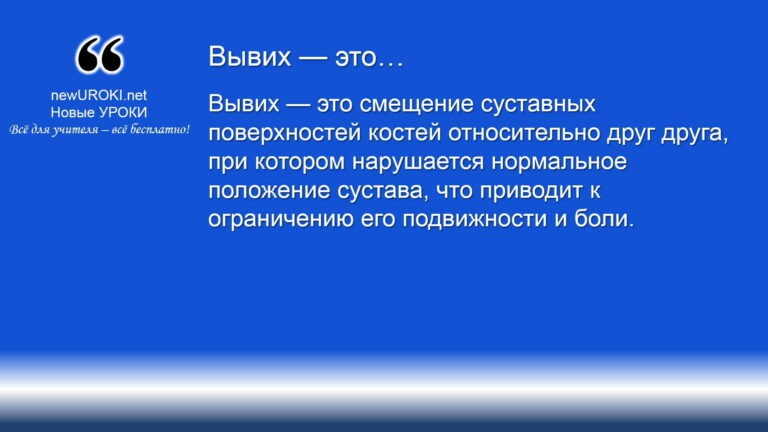 newUROKI.net
Новые УРОКИ
Всё для учителя – всё бесплатно!
Вывих — это…
Вывих — это смещение суставных
поверхностей костей относительно друг друга,
при котором нарушается нормальное
положение сустава, что приводит к
ограничению его подвижности и боли.